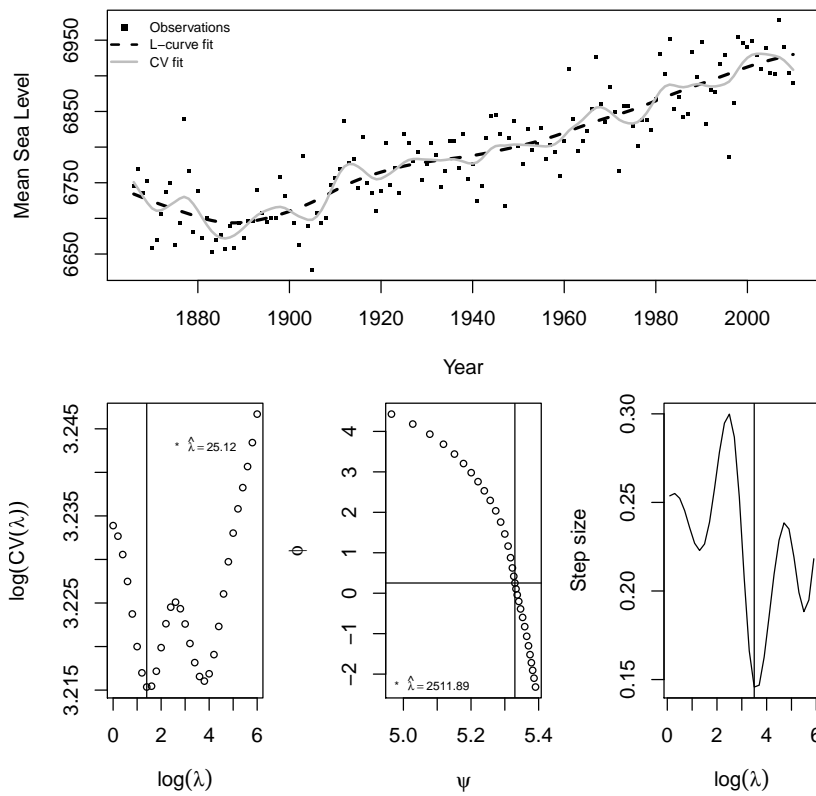 Observations
L−curve fit
CV fit
Mean Sea Level
6650 6750 6850 6950
1880 1900 1920 1940 1960 1980 2000
Year
log(CV(λ))
3.215 3.225 3.235 3.245
* λ̂ = 25.12
0 2 4 6
log(λ)
ϕ
−2 −1 0 1 2 3 4
* λ̂ = 2511.89
5.0 5.2 5.4
ψ
Step size
0.15 0.20 0.25 0.30
0 2 4 6
log(λ)